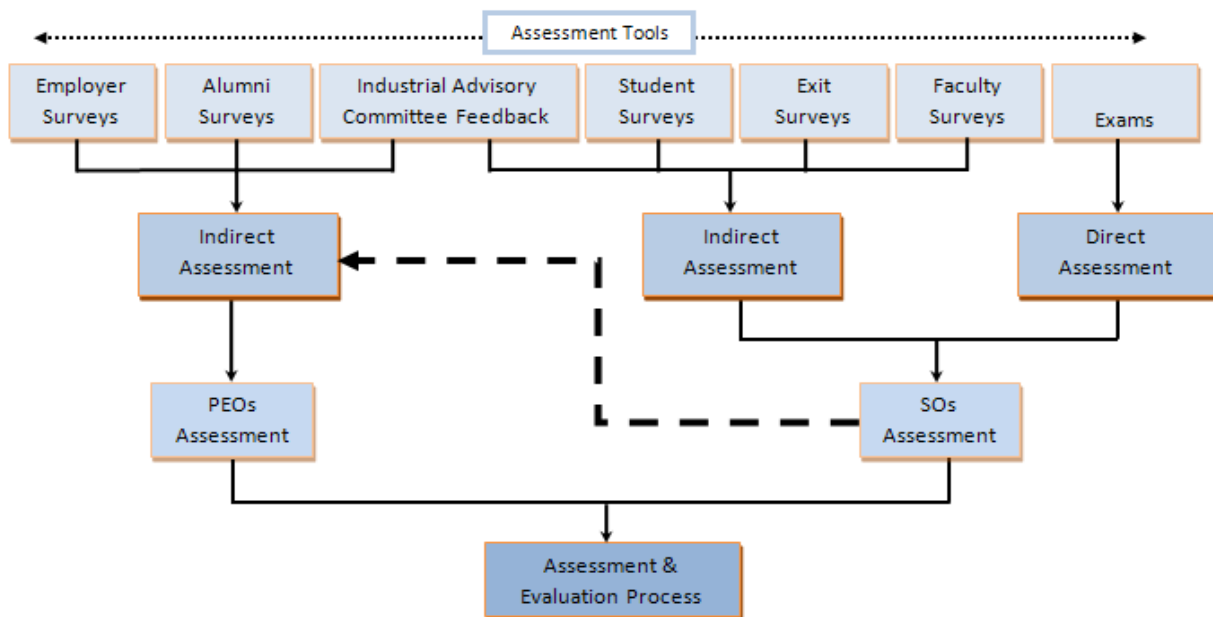 Assessment Tools
Employer
Surveys
Alumni
Surveys
Industrial Advisory
Committee Feedback
Student
Surveys
Exit
Surveys
Faculty
Surveys
Exams
Indirect
Assessment
Indirect
Assessment
Direct
Assessment
PEOs
Assessment
SOs
Assessment
Assessment &
Evaluation Process